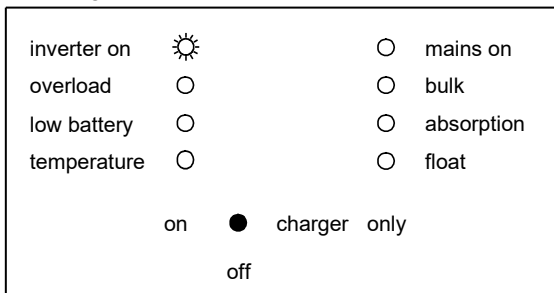 inverter on mains on
overload bulk
low battery absorption
temperature float
on charger only
off